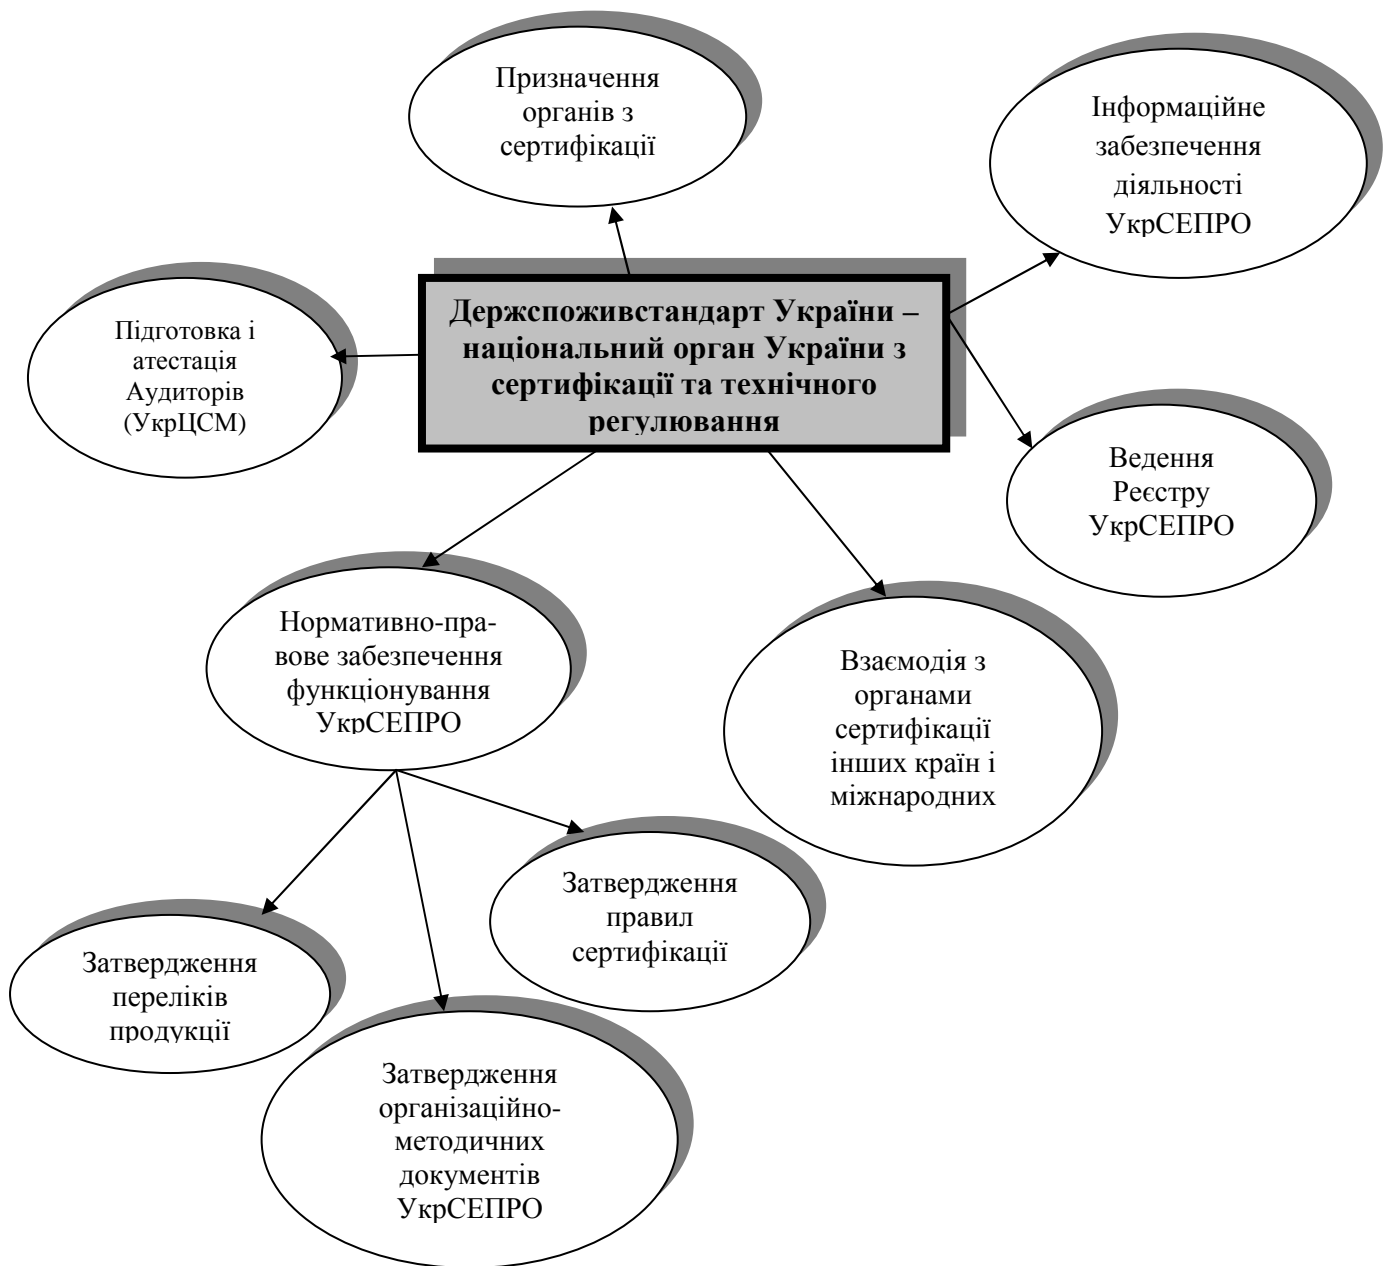 Призначення
органів з
сертифікації
Інформаційне
забезпечення
діяльності
УкрСЕПРО
Держспоживстандарт України –
національний орган України з
сертифікації та технічного
регулювання
Підготовка і
атестація
Аудиторів
(УкрЦСМ)
Ведення
Реєстру
УкрСЕПРО
Нормативно-пра-
вове забезпечення
функціонування
УкрСЕПРО
Взаємодія з
органами
сертифікації
інших країн і
міжнародних
Затвердження
правил
сертифікації
Затвердження
переліків
продукції
Затвердження
організаційно-
методичних
документів
УкрСЕПРО